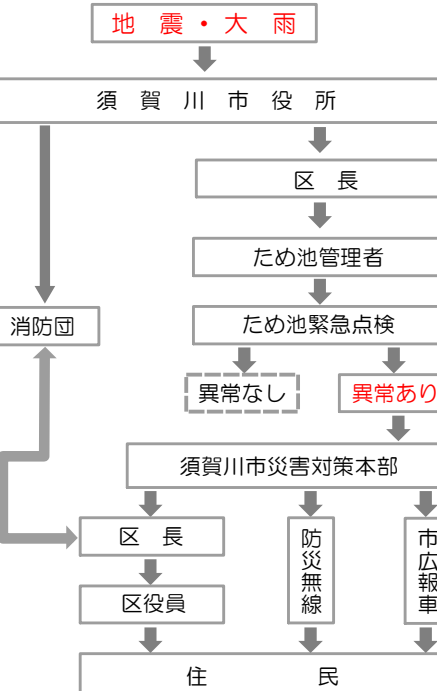 地 震・大 雨
須 賀 川 市 役 所
区 長
ため池管理者
消防団
ため池緊急点検
異常なし
異常あり
須賀川市災害対策本部
区 長
防災無線
市広報車
区役員
住 民